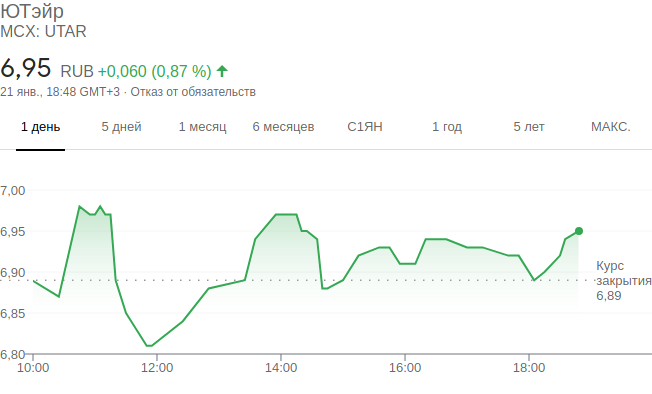 ЮТэйр
MCX: UTAR
6,95 RUB +0,060 (0,87 %)
21 янв., 18:48 GMT+3 · Отказ от обязательств
1 день 5 дней 1 месяц 6 месяцев С1ЯН 1 год 5 лет МАКС.
7,00
6,95
6,90
6,85
6,80
Курс
закрытия
6,89
10:00 12:00 14:00 16:00 18:00